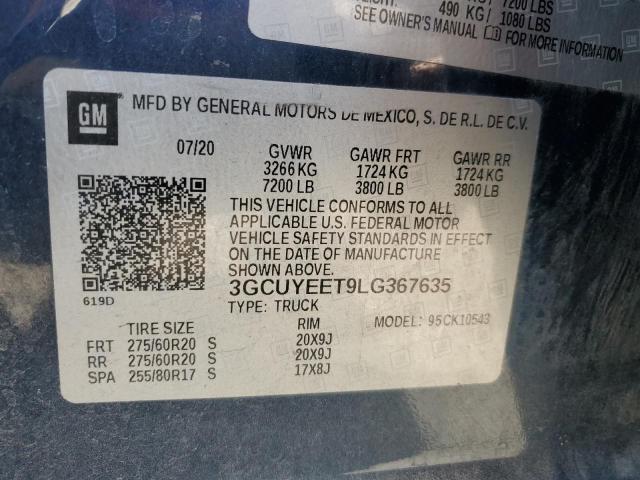 7200 LBS
490 KG/ 1080 LBS
SEE OWNER'S MANUAL FOR MORE INFORMATION
GM
MFD BY GENERAL MOTORS DE MEXICO, S. DE R.L. DE C.V.
07/20 GVWR GAWR FRT GAWR RR
3266 KG 1724 KG 1724 KG
7200 LB 3800 LB 3800 LB
THIS VEHICLE CONFORMS TO ALL
APPLICABLE U.S. FEDERAL MOTOR
VEHICLE SAFETY STANDARDS IN EFFECT
ON THE DATE OF MANUFACTURE
SHOWN ABOVE.
619D
3GCUYEET9LG367635
TYPE: TRUCK MODEL: 95CK10543
TIRE SIZE RIM
FRT 275/60R20 S 20X9J
RR 275/60R20 S 20X9J
SPA 255/80R17 S 17X8J